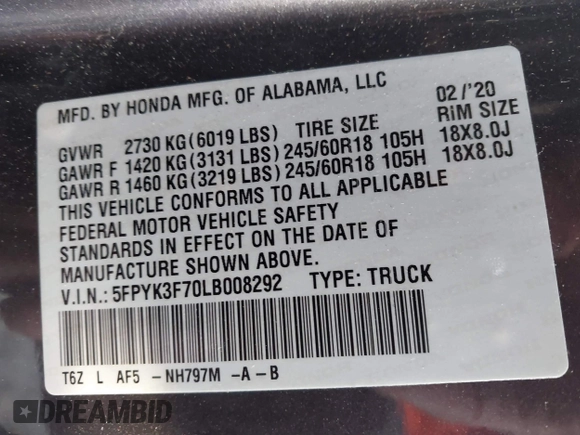 MFD. BY HONDA MFG. OF ALABAMA, LLC 02/'20
GVWR 2730 KG(6019 LBS) TIRE SIZE RIM SIZE
GAWR F 1420 KG(3131 LBS)245/60R18 105H 18X8.0J
GAWR R 1460 KG(3219 LBS)245/60R18 105H 18X8.0J
THIS VEHICLE CONFORMS TO ALL APPLICABLE
FEDERAL MOTOR VEHICLE SAFETY
STANDARDS IN EFFECT ON THE DATE OF
MANUFACTURE SHOWN ABOVE.
V.I.N.: 5FPYK3F70LB008292 TYPE: TRUCK
T6Z L AF5 -NH797M -A-B
DREAMBID